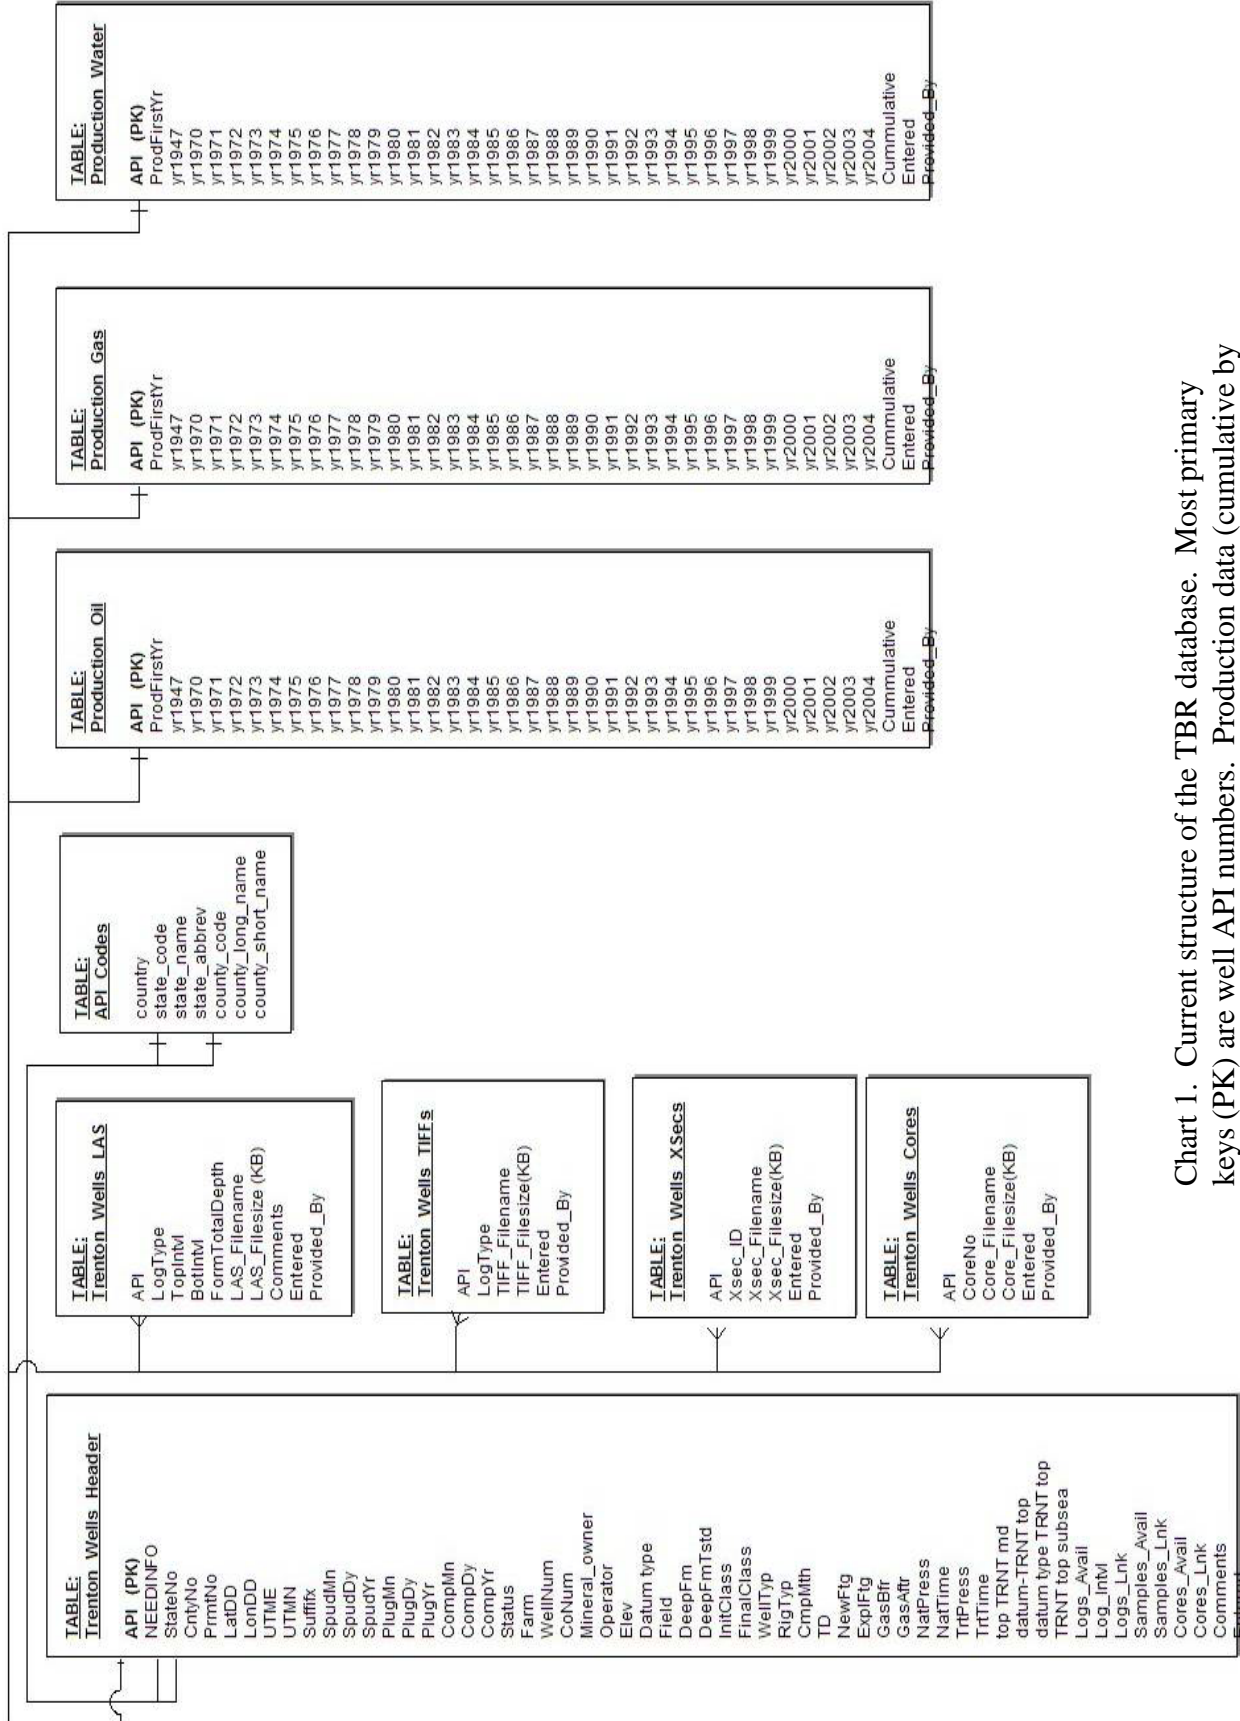 TABLE:
Trenton Wells Header
API (PK)
NEEDINFO
StateNo
CntyNo
PrmtNo
LatDD
LonDD
UTME
UTMN
Suffifx
SpudMn
SpudDy
SpudYr
PlugMn
PlugDy
PlugYr
CompMn
CompDy
CompYr
Status
Farm
WellNum
CoNum
Mineral_owner
Operator
Elev
Datum type
Field
DeepFm
DeepFmTstd
InitClass
FinalClass
WellTyp
RigTyp
CmpMth
TD
NewFtg
ExplFtg
GasBfr
GasAftr
NatPress
NatTime
TrtPress
TrtTime
top TRNT md
datum-TRNT top
datum type TRNT top
TRNT top subsea
Logs_Avail
Log_Intvl
Logs_Lnk
Samples_Avail
Samples_Lnk
Cores_Avail
Cores_Lnk
Comments
TABLE:
Trenton Wells LAS
API
LogType
TopIntvl
BotIntvl
FormTotalDepth
LAS_Filename
LAS_Filesize (KB)
Comments
Entered
Provided_By
TABLE:
Trenton Wells TIFFs
API
LogType
TIFF_Filename
TIFF_Filesize(KB)
Entered
Provided_By
TABLE:
Trenton Wells XSecs
API
Xsec_ID
Xsec_Filename
Xsec_Filesize(KB)
Entered
Provided_By
TABLE:
Trenton Wells Cores
API
CoreNo
Core_Filename
Core_Filesize(KB)
Entered
Provided_By
TABLE:
API Codes
country
state_code
state_name
state_abbrev
county_code
county_long_name
county_short_name
TABLE:
Production Oil
API (PK)
ProdFirstYr
yr1947
yr1970
yr1971
yr1972
yr1973
yr1974
yr1975
yr1976
yr1977
yr1978
yr1979
yr1980
yr1981
yr1982
yr1983
yr1984
yr1985
yr1986
yr1987
yr1988
yr1989
yr1990
yr1991
yr1992
yr1993
yr1994
yr1995
yr1996
yr1997
yr1998
yr1999
yr2000
yr2001
yr2002
yr2003
yr2004
Cummulative
Entered
Provided_By
TABLE:
Production Gas
API (PK)
ProdFirstYr
yr1947
yr1970
yr1971
yr1972
yr1973
yr1974
yr1975
yr1976
yr1977
yr1978
yr1979
yr1980
yr1981
yr1982
yr1983
yr1984
yr1985
yr1986
yr1987
yr1988
yr1989
yr1990
yr1991
yr1992
yr1993
yr1994
yr1995
yr1996
yr1997
yr1998
yr1999
yr2000
yr2001
yr2002
yr2003
yr2004
Cummulative
Entered
Provided_By
TABLE:
Production Water
API (PK)
ProdFirstYr
yr1947
yr1970
yr1971
yr1972
yr1973
yr1974
yr1975
yr1976
yr1977
yr1978
yr1979
yr1980
yr1981
yr1982
yr1983
yr1984
yr1985
yr1986
yr1987
yr1988
yr1989
yr1990
yr1991
yr1992
yr1993
yr1994
yr1995
yr1996
yr1997
yr1998
yr1999
yr2000
yr2001
yr2002
yr2003
yr2004
Cummulative
Entered
Provided_By
Chart 1. Current structure of the TBR database. Most primary
keys (PK) are well API numbers. Production data (cumulative by